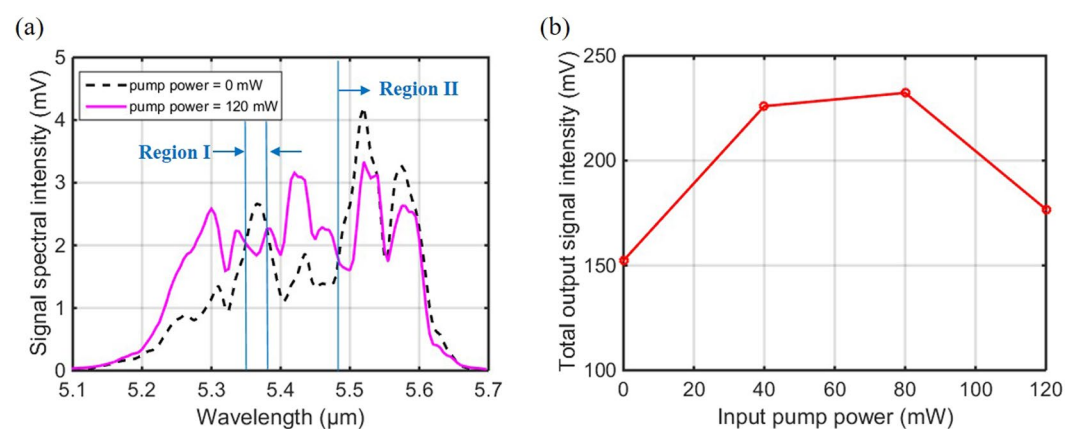 (a)
Signal spectral intensity (mV)
5
4
3
2
1
0
pump power = 0 mW
pump power = 120 mW
Region I
Region II
5.1 5.2 5.3 5.4 5.5 5.6 5.7
Wavelength (µm)
(b)
Total output signal intensity (mV)
250
200
150
100
0 20 40 60 80 100 120
Input pump power (mW)